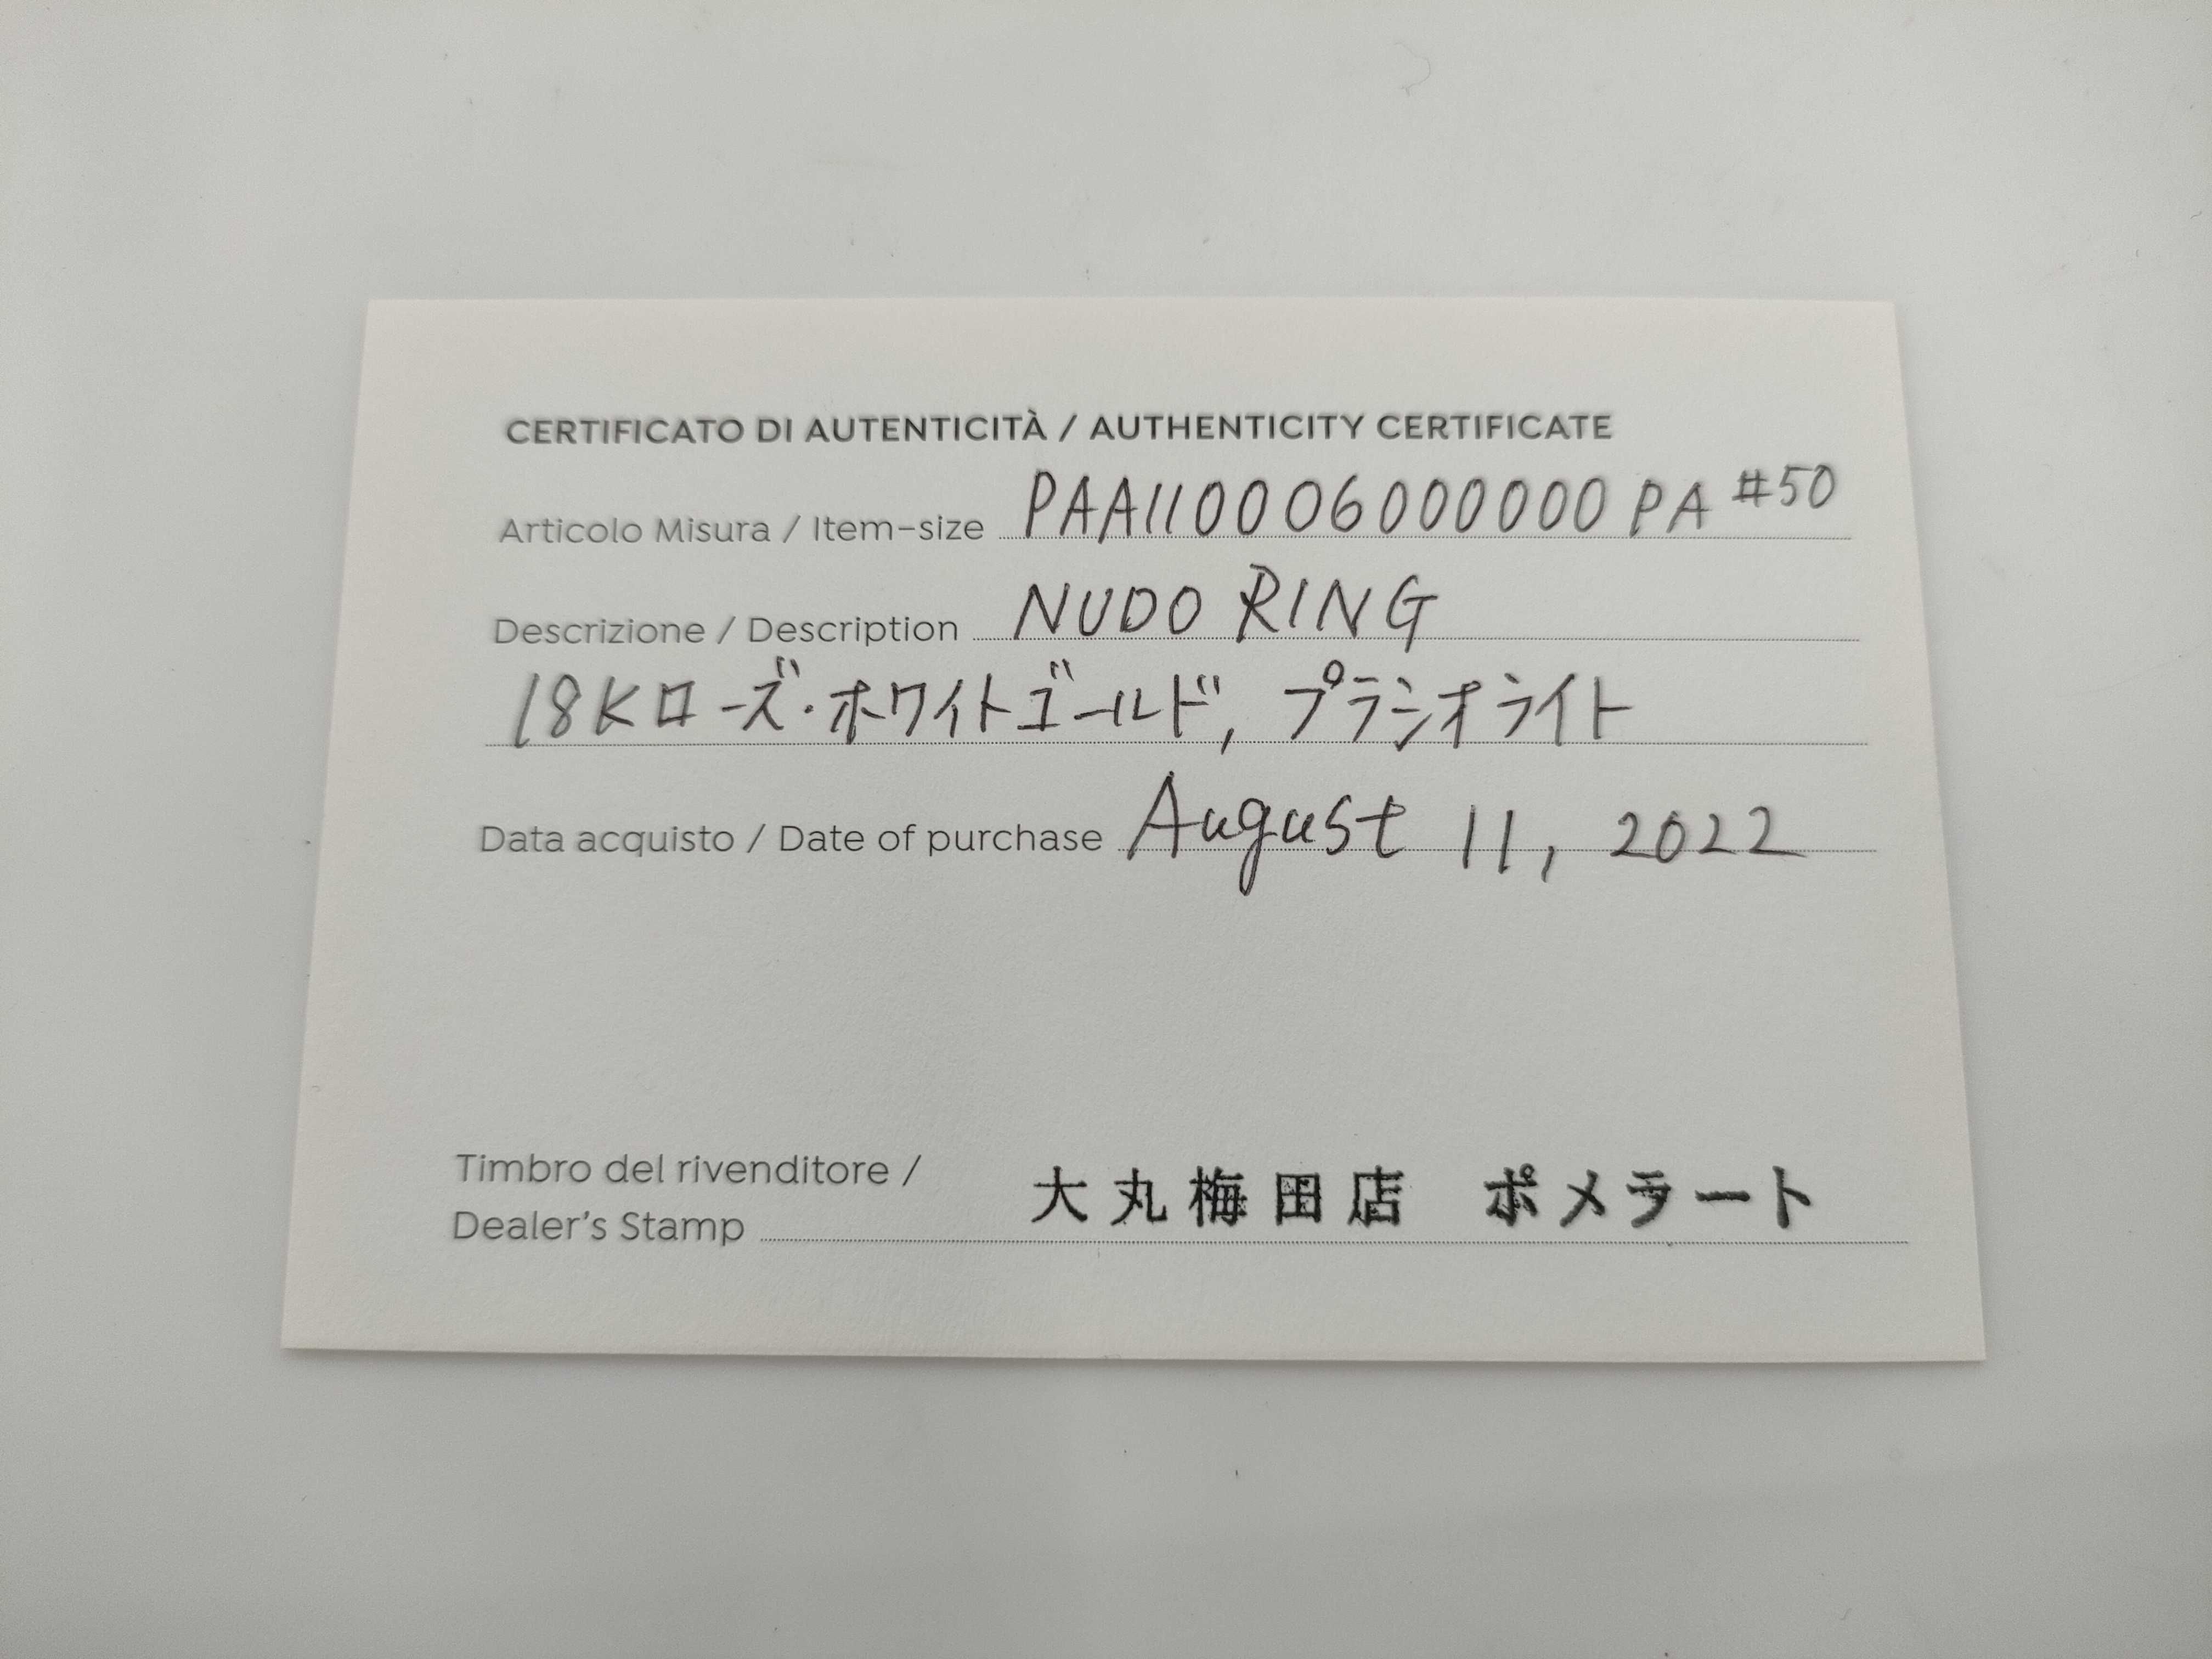 CERTIFICATO DI AUTENTICITÀ / AUTHENTICITY CERTIFICATE
Articolo Misura / Item-size PAA110006000000PA #50
Descrizione / Description NUDO RING
18Kローズ・ホワイトゴールド, プラシオライト
Data acquisto / Date of purchase August 11, 2022
Timbro del rivenditore /
Dealer's Stamp 大丸梅田店 ポメラート